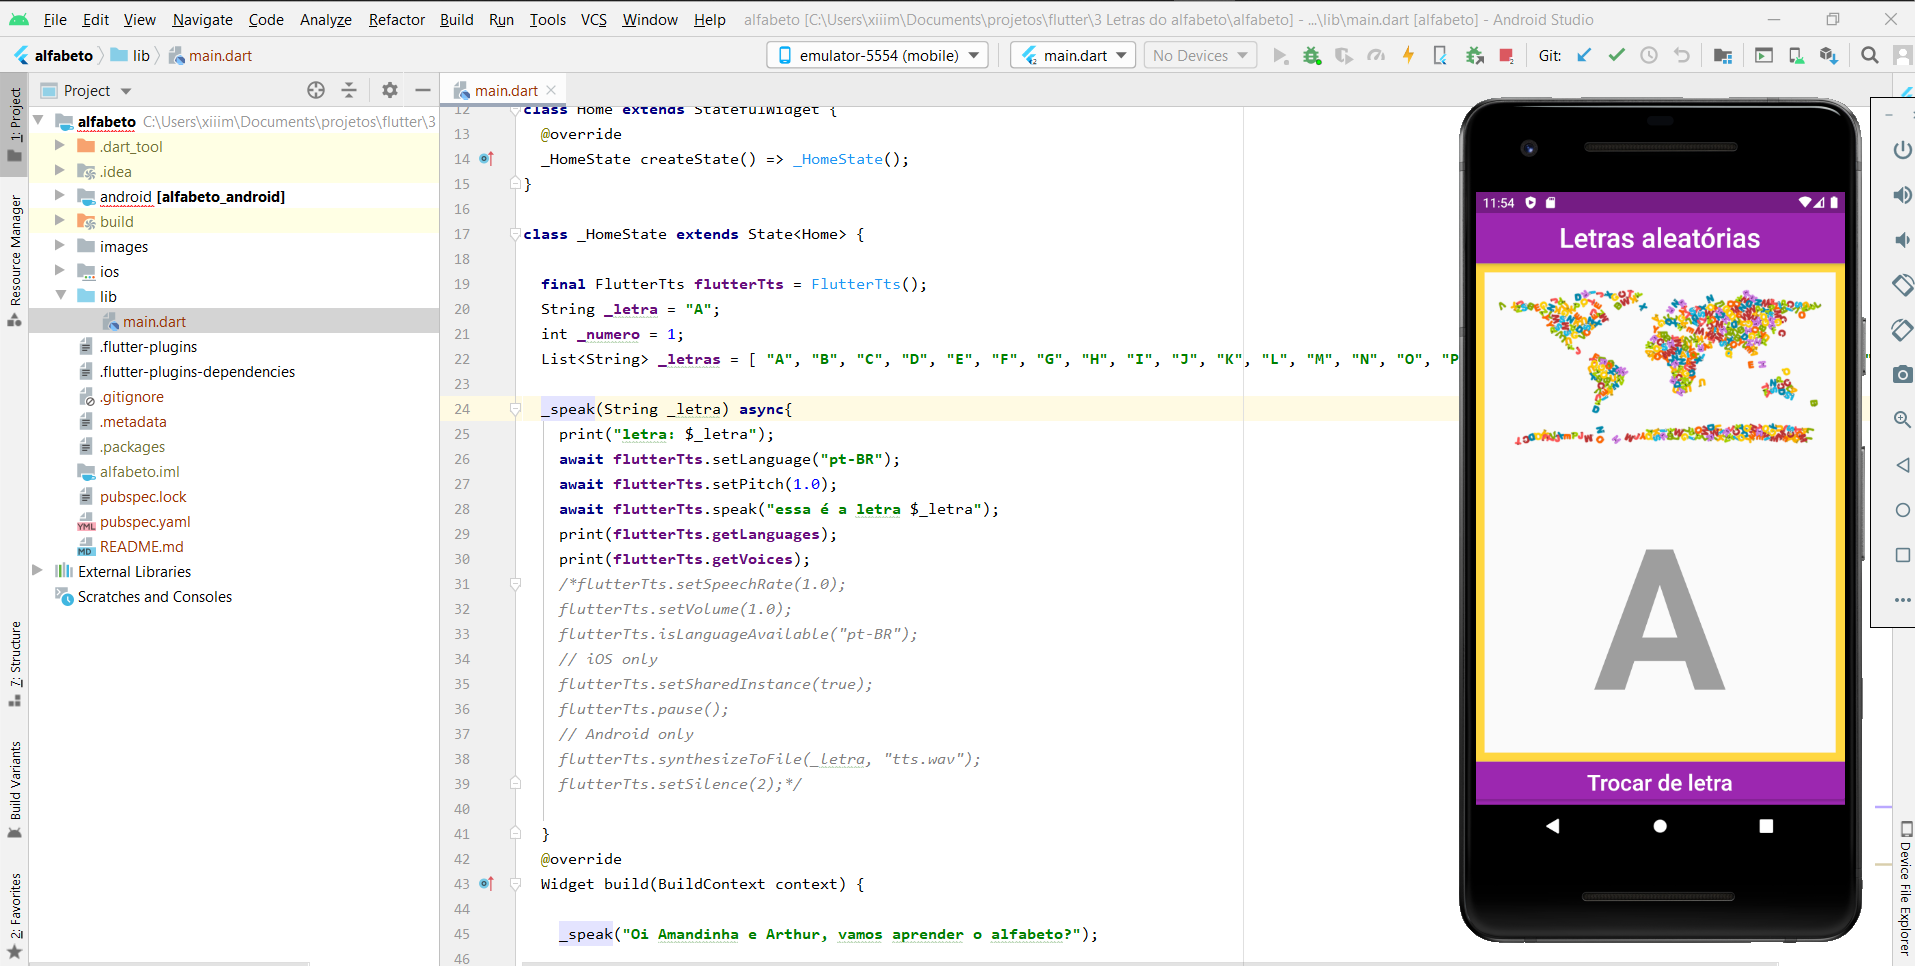 File Edit View Navigate Code Analyze Refactor Build Run Tools VCS Window Help alfabeto [C:\Users\xiiim\Documents\projetos\flutter\3 Letras do alfabeto\alfabeto] - ...\lib\main.dart [alfabeto] - Android Studio
alfabeto lib main.dart emulator-5554 (mobile) main.dart No Devices Git:
Project
main.dart
1: Project
Resource Manager
7: Structure
Build Variants
2: Favorites
alfabeto C:\Users\xiiim\Documents\projetos\flutter\3
.dart_tool
.idea
android [alfabeto_android]
build
images
ios
lib
main.dart
.flutter-plugins
.flutter-plugins-dependencies
.gitignore
.metadata
.packages
alfabeto.iml
pubspec.lock
pubspec.yaml
README.md
External Libraries
Scratches and Consoles
12 class Home extends StatefulWidget {
13 @override
14 _HomeState createState() => _HomeState();
15 }
16
17 class _HomeState extends State<Home> {
18
19 final FlutterTts flutterTts = FlutterTts();
20 String _letra = "A";
21 int _numero = 1;
22 List<String> _letras = [ "A", "B", "C", "D", "E", "F", "G", "H", "I", "J", "K", "L", "M", "N", "O", "P
23
24 _speak(String _letra) async{
25 print("letra: $_letra");
26 await flutterTts.setLanguage("pt-BR");
27 await flutterTts.setPitch(1.0);
28 await flutterTts.speak("essa é a letra $_letra");
29 print(flutterTts.getLanguages);
30 print(flutterTts.getVoices);
31 /*flutterTts.setSpeechRate(1.0);
32 flutterTts.setVolume(1.0);
33 flutterTts.isLanguageAvailable("pt-BR");
34 // iOS only
35 flutterTts.setSharedInstance(true);
36 flutterTts.pause();
37 // Android only
38 flutterTts.synthesizeToFile(_letra, "tts.wav");
39 flutterTts.setSilence(2);*/
40
41 }
42 @override
43 Widget build(BuildContext context) {
44
45 _speak("Oi Amandinha e Arthur, vamos aprender o alfabeto?");
46
11:54
Letras aleatórias
A
Trocar de letra
Device File Explorer